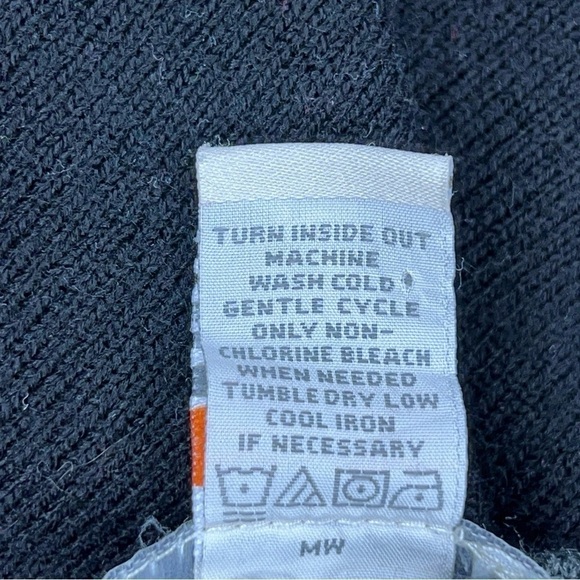 TURN INSIDE OUT
MACHINE
WASH COLD
GENTLE CYCLE
ONLY NON-
CHLORINE BLEACH
WHEN NEEDED
TUMBLE DRY LOW
COOL IRON
IF NECESSARY
MW